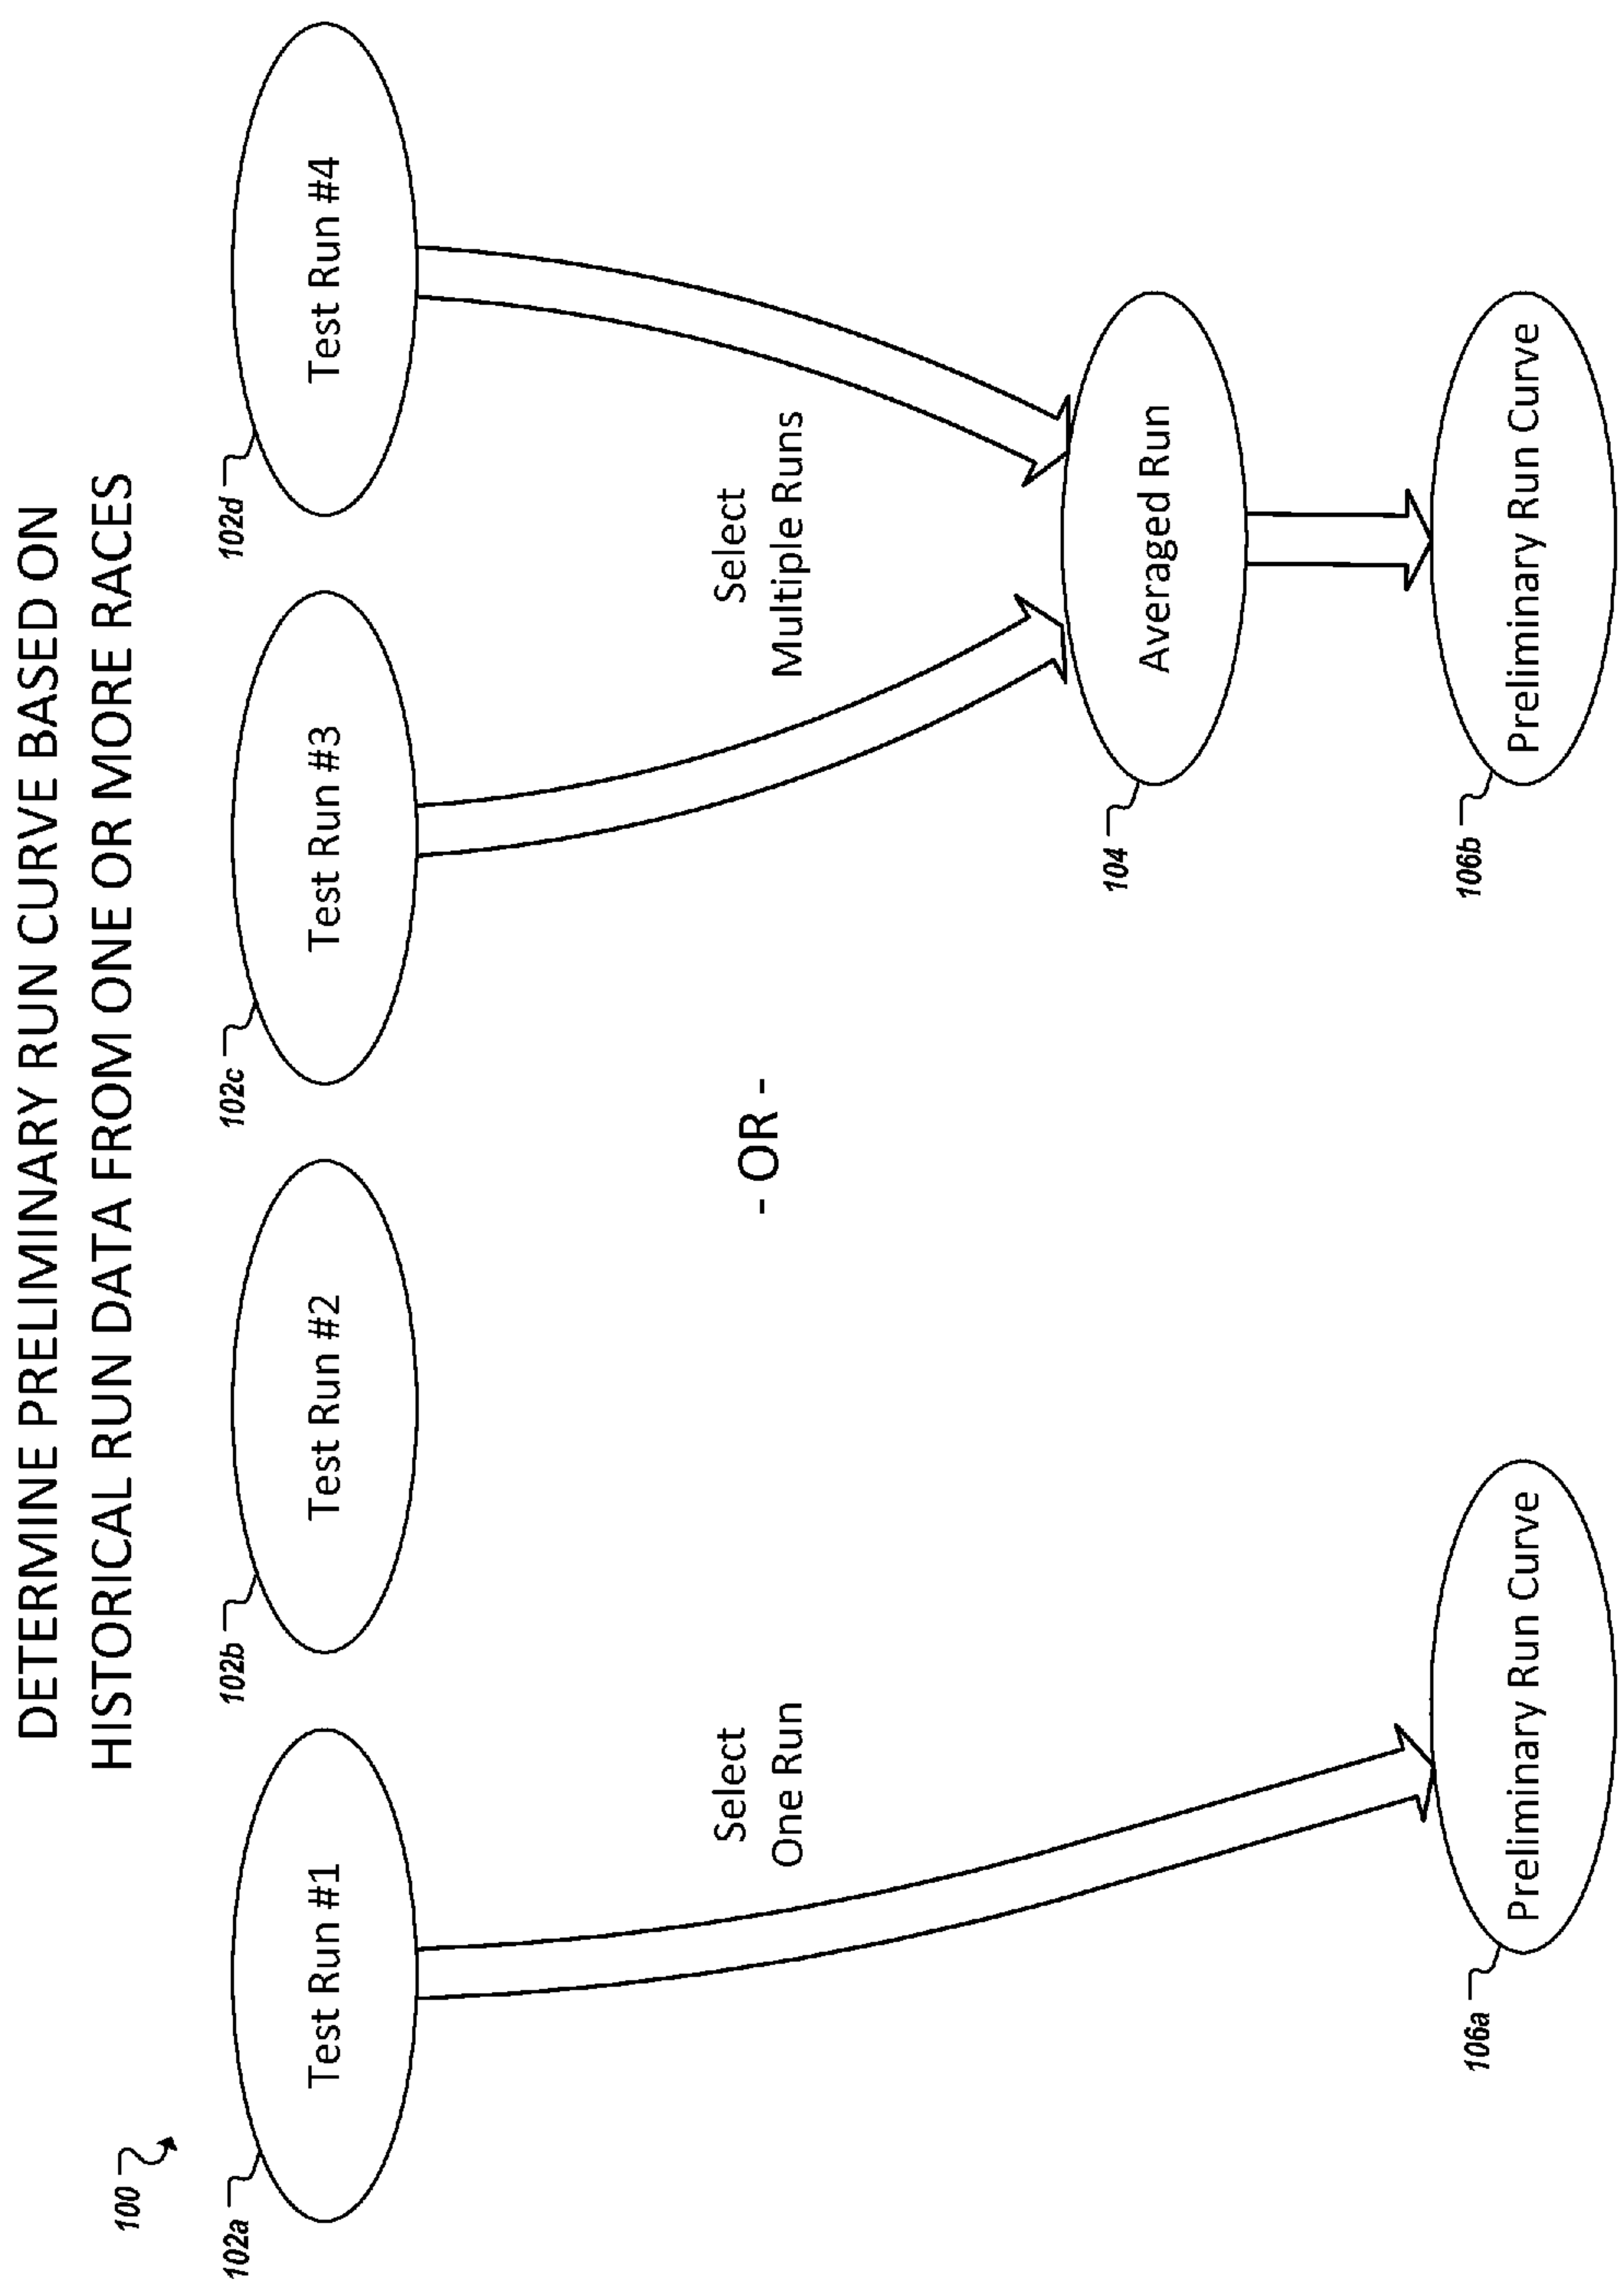 DETERMINE PRELIMINARY RUN CURVE BASED ON
HISTORICAL RUN DATA FROM ONE OR MORE RACES
100
102a
Test Run #1
102b
Test Run #2
102c
Test Run #3
102d
Test Run #4
Select
One Run
- OR -
Select
Multiple Runs
104
Averaged Run
106a
Preliminary Run Curve
106b
Preliminary Run Curve